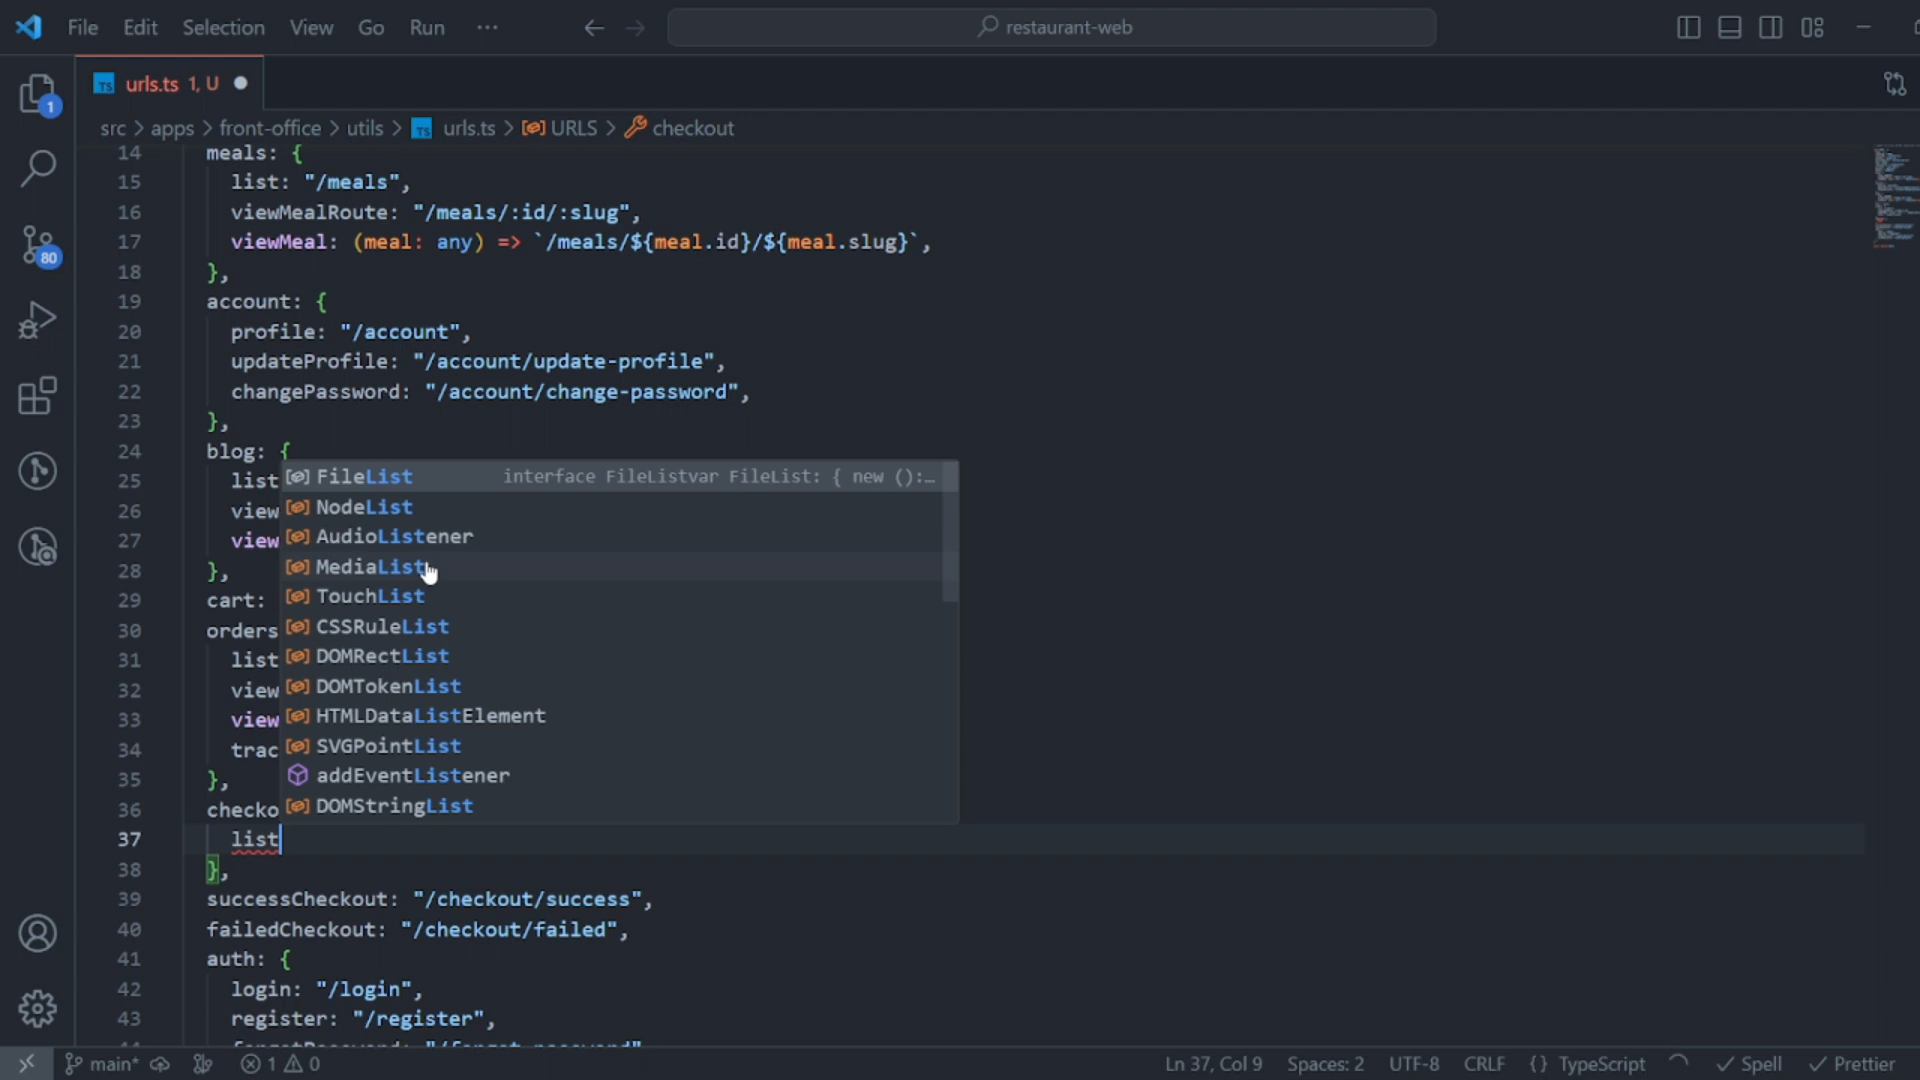 File Edit Selection View Go Run ··· restaurant-web
1
80
TS urls.ts 1, U
src > apps > front-office > utils > TS urls.ts > URLS > checkout
14 meals: {
15 list: "/meals",
16 viewMealRoute: "/meals/:id/:slug",
17 viewMeal: (meal: any) => `/meals/${meal.id}/${meal.slug}`,
18 },
19 account: {
20 profile: "/account",
21 updateProfile: "/account/update-profile",
22 changePassword: "/account/change-password",
23 },
24 blog: {
25 list
26 view
27 view
28 },
29 cart:
30 orders
31 list
32 view
33 view
34 trac
35 },
36 checko
FileList interface FileListvar FileList: { new ():…
NodeList
AudioListener
MediaList
TouchList
CSSRuleList
DOMRectList
DOMTokenList
HTMLDataListElement
SVGPointList
addEventListener
DOMStringList
37 list
38 },
39 successCheckout: "/checkout/success",
40 failedCheckout: "/checkout/failed",
41 auth: {
42 login: "/login",
43 register: "/register",
main* 1 0 Ln 37, Col 9 Spaces: 2 UTF-8 CRLF {} TypeScript Spell Prettier